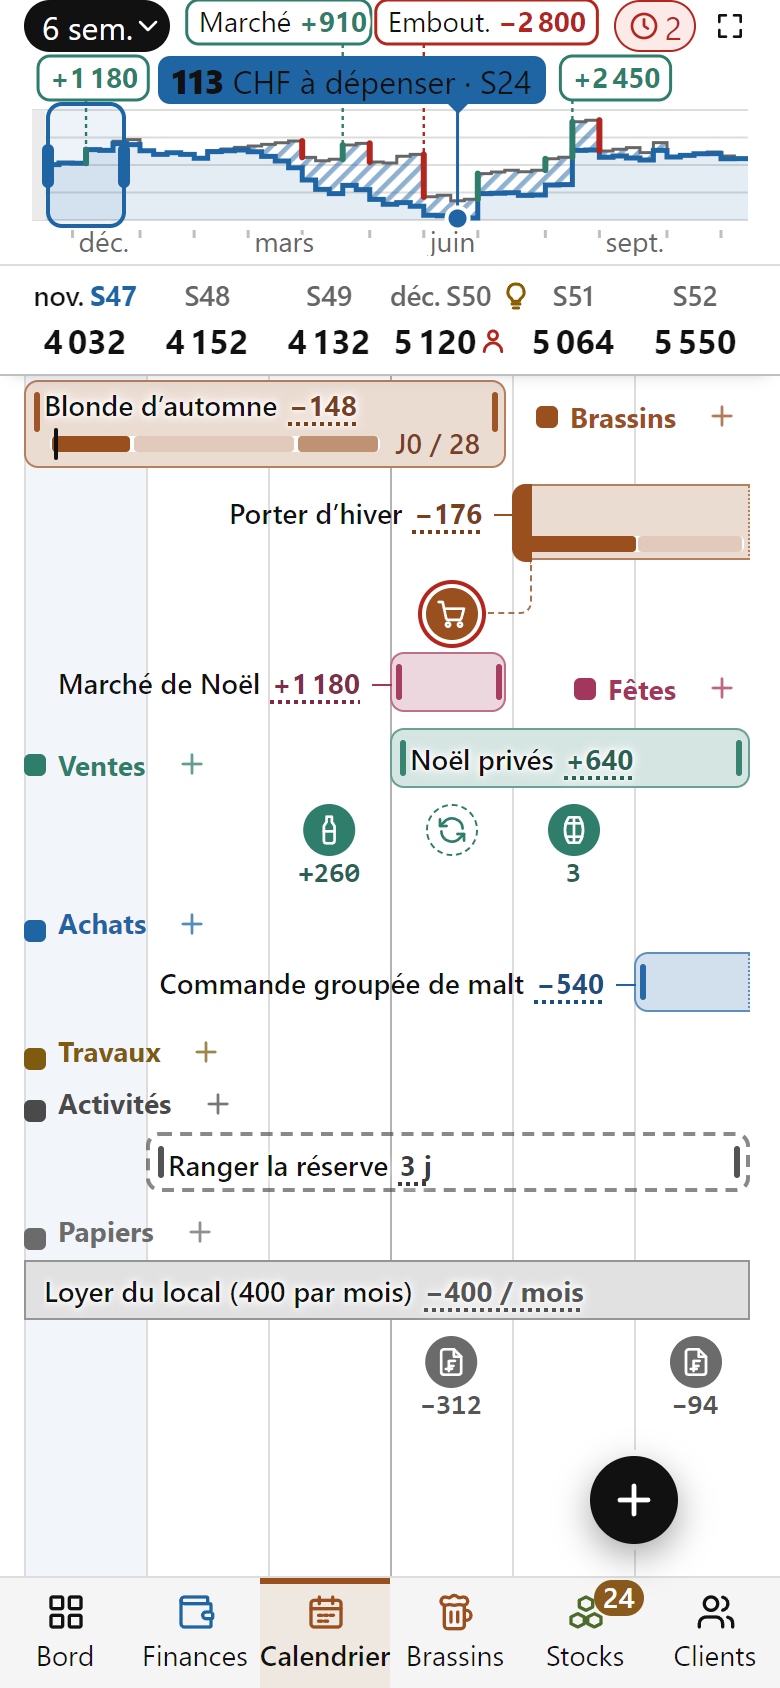 6 sem.
Marché +910
Embout. −2 800
2
+1 180
113 CHF à dépenser · S24
+2 450
déc. mars juin sept.
nov. S47 S48 S49 déc. S50 S51 S52
4 032 4 152 4 132 5 120 5 064 5 550
Blonde d’automne −148
J0 / 28
Brassins +
Porter d’hiver −176
Marché de Noël +1 180
Fêtes +
Noël privés +640
Ventes +
+260
3
Achats +
Commande groupée de malt −540
Travaux +
Activités +
Ranger la réserve 3 j
Papiers +
Loyer du local (400 par mois) −400 / mois
−312
−94
+
24
Bord Finances Calendrier Brassins Stocks Clients